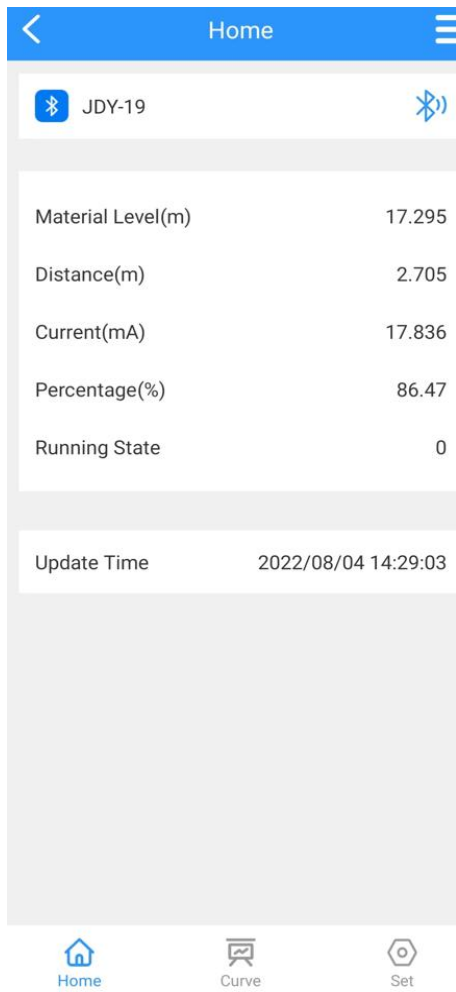 Home
JDY-19
Material Level(m) 17.295
Distance(m) 2.705
Current(mA) 17.836
Percentage(%) 86.47
Running State 0
Update Time 2022/08/04 14:29:03
Home Curve Set